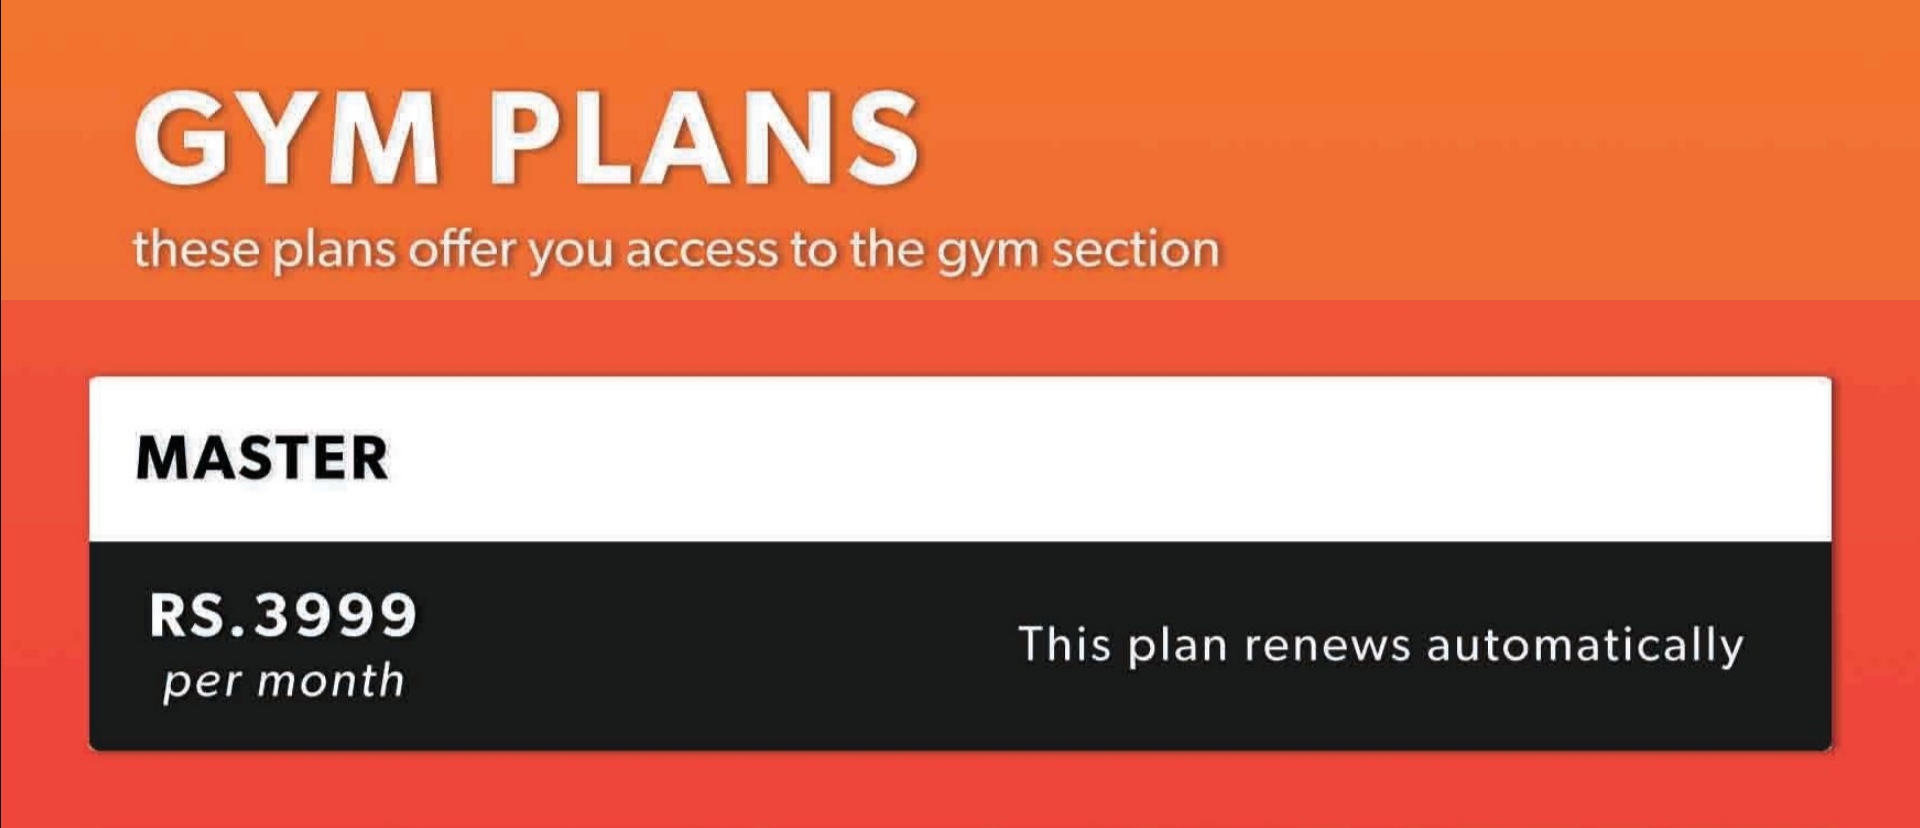 GYM PLANS
these plans offer you access to the gym section
MASTER
RS.3999
per month
This plan renews automatically